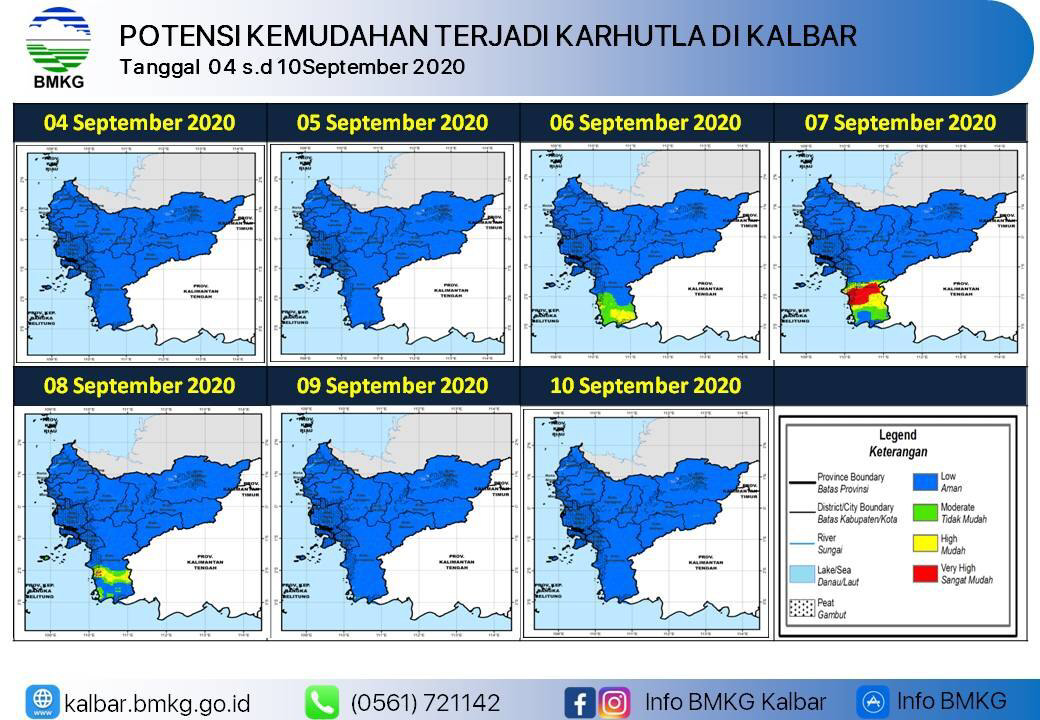 BMKG
POTENSI KEMUDAHAN TERJADI KARHUTLA DI KALBAR
Tanggal 04 s.d 10September 2020
04 September 2020
05 September 2020
06 September 2020
07 September 2020
PROV.
KALIMANTAN
TIMUR
PROV.
KALIMANTAN
TENGAH
PROV. KEP.
BANGKA
BELITUNG
PROV.
KALIMANTAN
TIMUR
PROV.
KALIMANTAN
TENGAH
PROV. KEP.
BANGKA
BELITUNG
PROV.
KALIMANTAN
TIMUR
PROV.
KALIMANTAN
TENGAH
PROV. KEP.
BANGKA
BELITUNG
PROV.
KALIMANTAN
TIMUR
PROV.
KALIMANTAN
TENGAH
PROV. KEP.
BANGKA
BELITUNG
08 September 2020
09 September 2020
10 September 2020
PROV.
KALIMANTAN
TIMUR
PROV.
KALIMANTAN
TENGAH
PROV. KEP.
BANGKA
BELITUNG
PROV.
KALIMANTAN
TIMUR
PROV.
KALIMANTAN
TENGAH
PROV. KEP.
BANGKA
BELITUNG
PROV.
KALIMANTAN
TIMUR
PROV.
KALIMANTAN
TENGAH
PROV. KEP.
BANGKA
BELITUNG
Legend
Keterangan
Province Boundary
Batas Provinsi
District/City Boundary
Batas Kabupaten/Kota
River
Sungai
Lake/Sea
Danau/Laut
Peat
Gambut
Low
Aman
Moderate
Tidak Mudah
High
Mudah
Very High
Sangat Mudah
kalbar.bmkg.go.id
(0561) 721142
Info BMKG Kalbar
Info BMKG